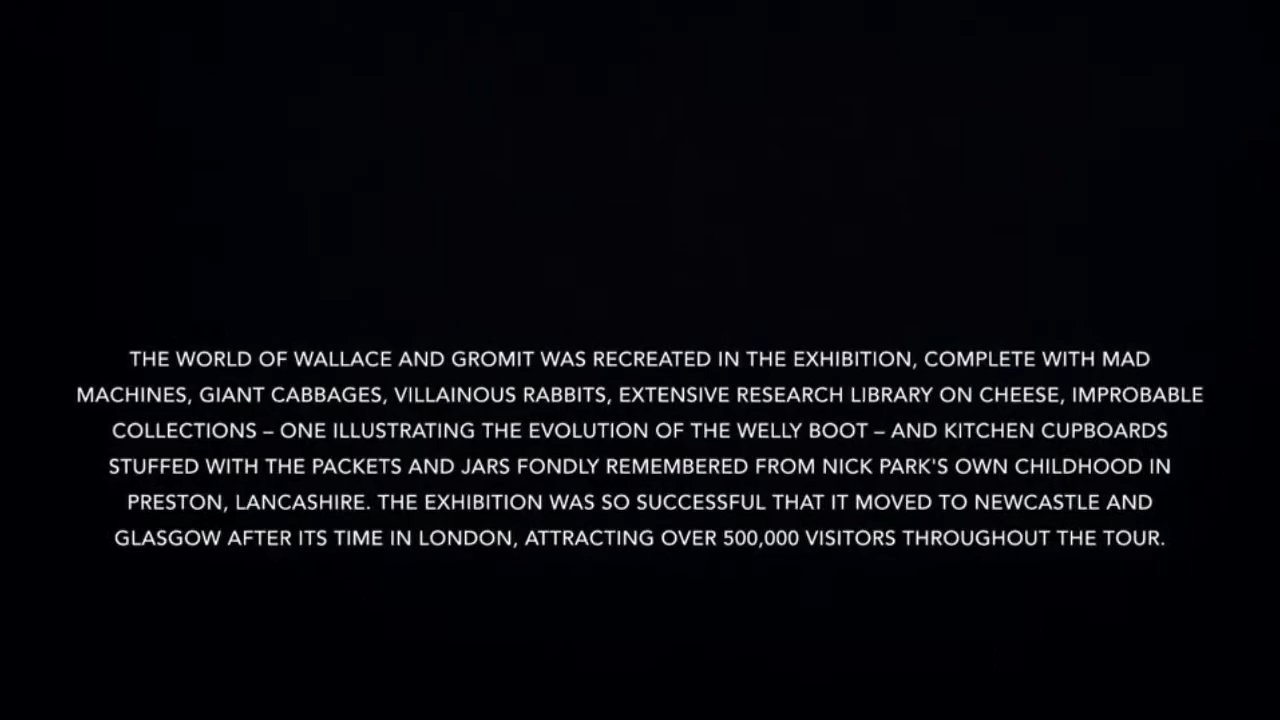 THE WORLD OF WALLACE AND GROMIT WAS RECREATED IN THE EXHIBITION, COMPLETE WITH MAD
MACHINES, GIANT CABBAGES, VILLAINOUS RABBITS, EXTENSIVE RESEARCH LIBRARY ON CHEESE, IMPROBABLE
COLLECTIONS – ONE ILLUSTRATING THE EVOLUTION OF THE WELLY BOOT – AND KITCHEN CUPBOARDS
STUFFED WITH THE PACKETS AND JARS FONDLY REMEMBERED FROM NICK PARK'S OWN CHILDHOOD IN
PRESTON, LANCASHIRE. THE EXHIBITION WAS SO SUCCESSFUL THAT IT MOVED TO NEWCASTLE AND
GLASGOW AFTER ITS TIME IN LONDON, ATTRACTING OVER 500,000 VISITORS THROUGHOUT THE TOUR.